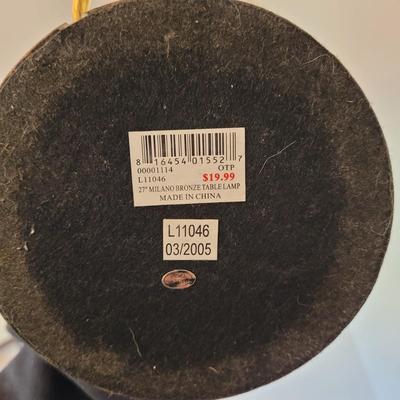 8 16454 01552 7
00001114 OTP
L11046 $19.99
27" MILANO BRONZE TABLE LAMP
MADE IN CHINA
L11046
03/2005